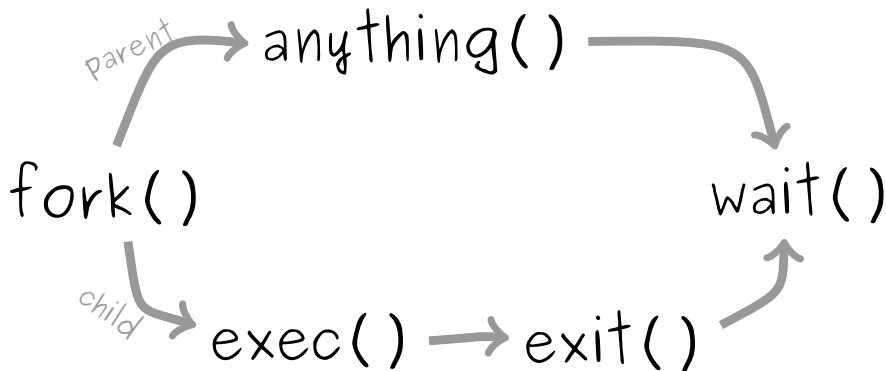 parent
anything()
fork()
wait()
child
exec()
exit()